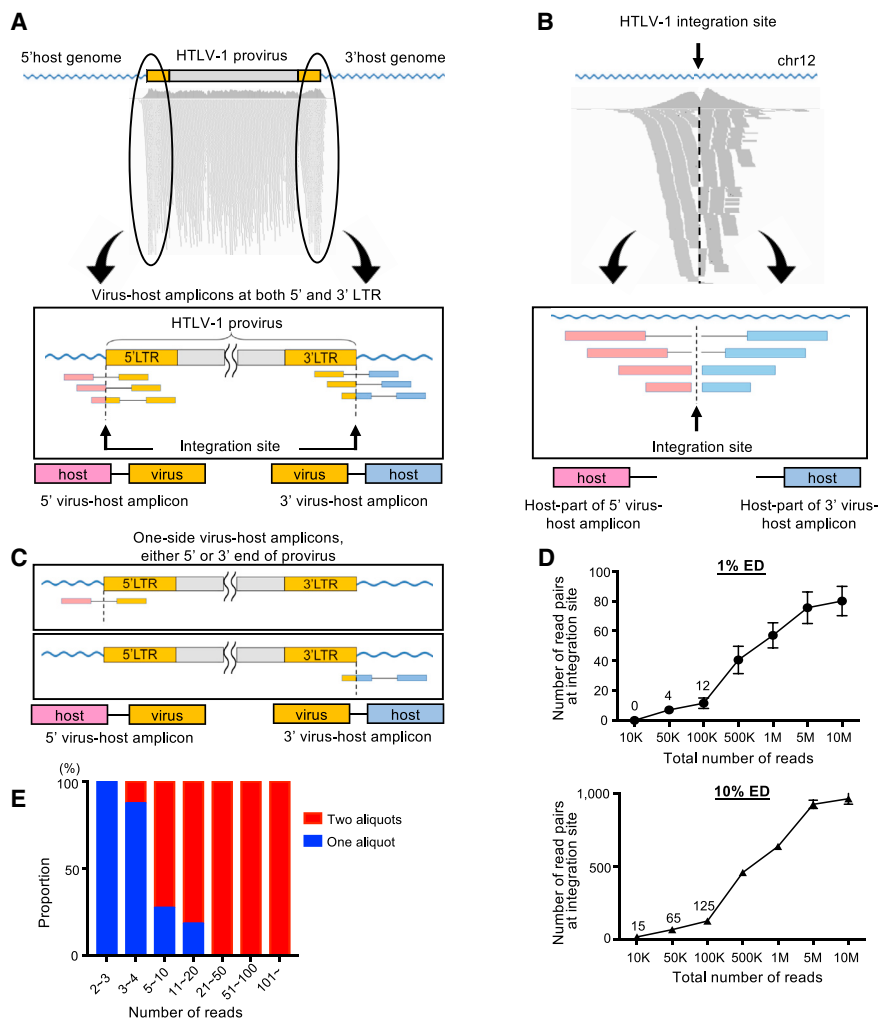 A
5'host genome
HTLV-1 provirus
3'host genome
Virus-host amplicons at both 5' and 3' LTR
HTLV-1 provirus
5'LTR
3'LTR
Integration site
host
virus
virus
host
5' virus-host amplicon
3' virus-host amplicon
B
HTLV-1 integration site
chr12
Integration site
host
host
Host-part of 5' virus-
host amplicon
Host-part of 3' virus-
host amplicon
C
One-side virus-host amplicons,
either 5' or 3' end of provirus
5'LTR
3'LTR
5'LTR
3'LTR
host
virus
virus
host
5' virus-host amplicon
3' virus-host amplicon
D
1% ED
Number of read pairs
at integration site
100
80
60
40
20
0
0
4
12
10K
50K
100K
500K
1M
5M
10M
Total number of reads
10% ED
Number of read pairs
at integration site
1,000
500
0
15
65
125
10K
50K
100K
500K
1M
5M
10M
Total number of reads
E
(%)
100
50
0
Proportion
Two aliquots
One aliquot
2~3
3~4
5~10
11~20
21~50
51~100
101~
Number of reads